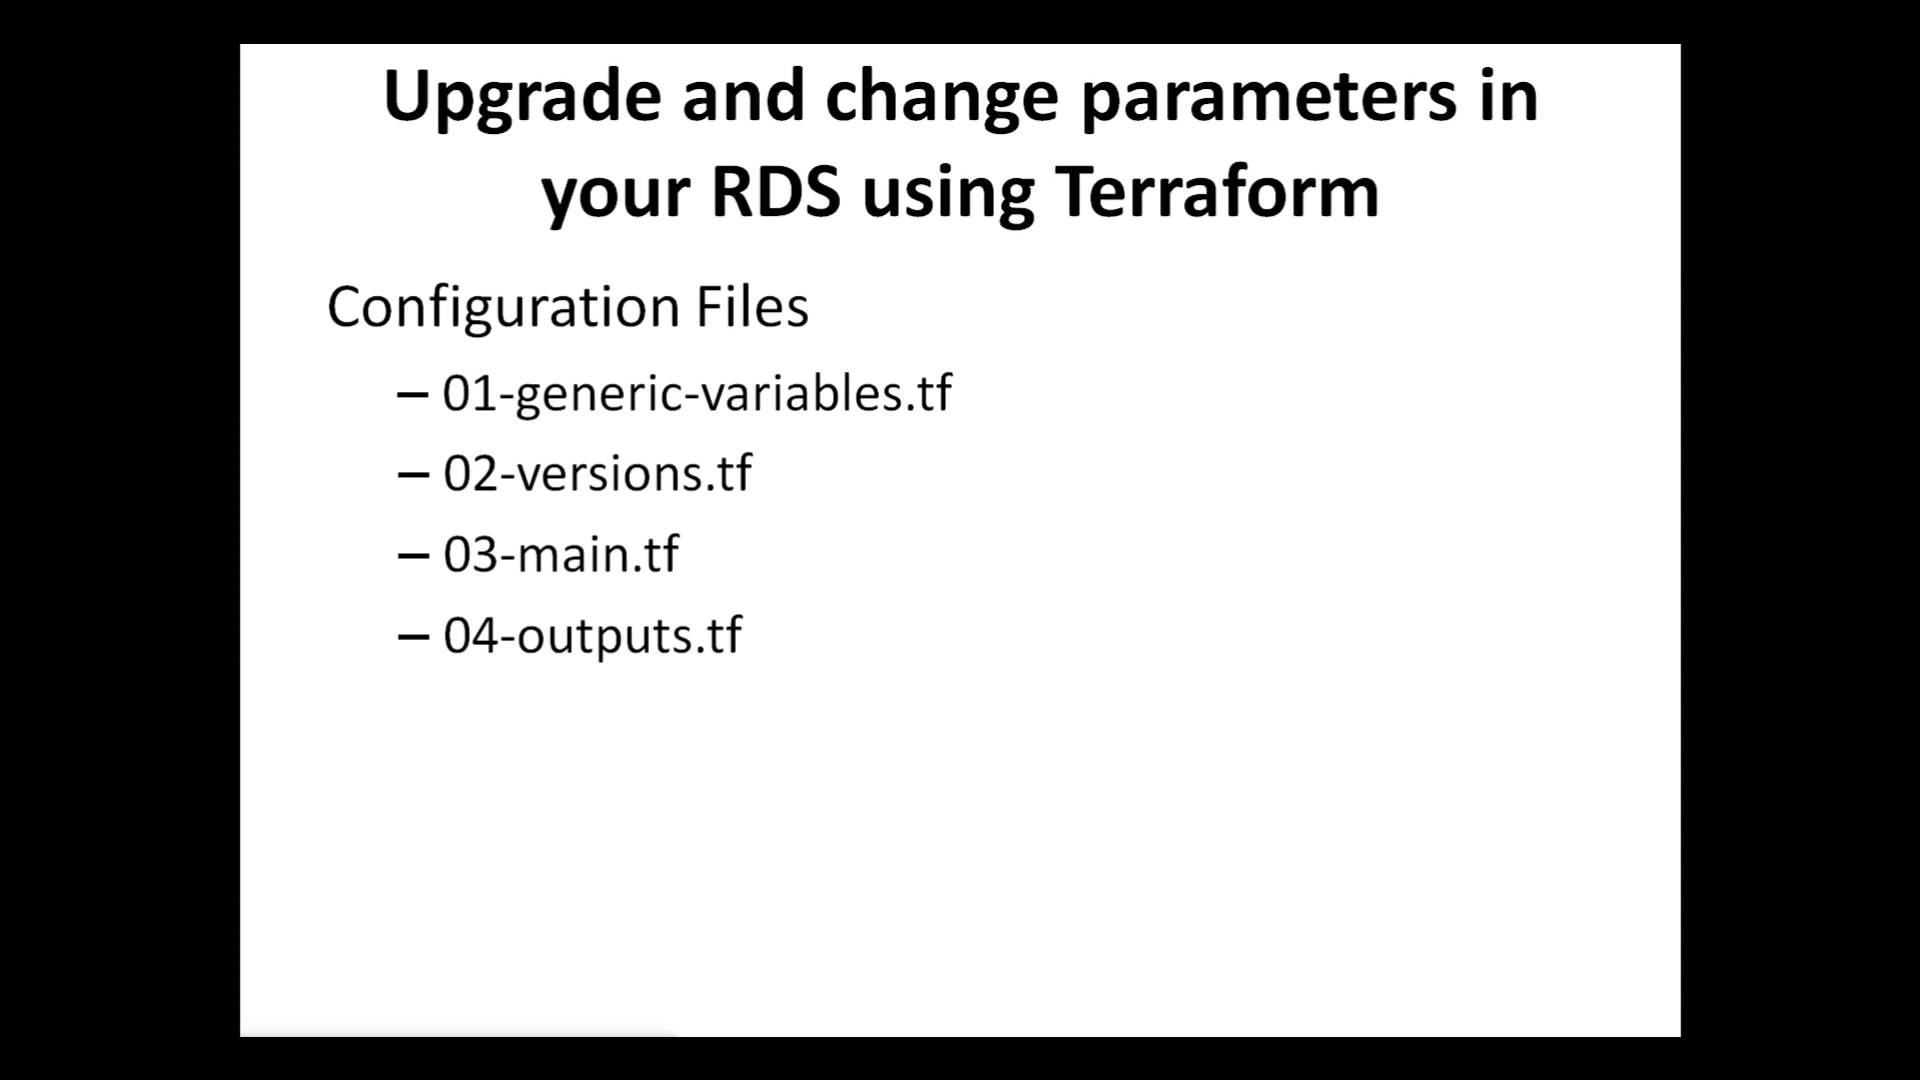 Upgrade and change parameters in
your RDS using Terraform
Configuration Files
– 01-generic-variables.tf
– 02-versions.tf
– 03-main.tf
– 04-outputs.tf